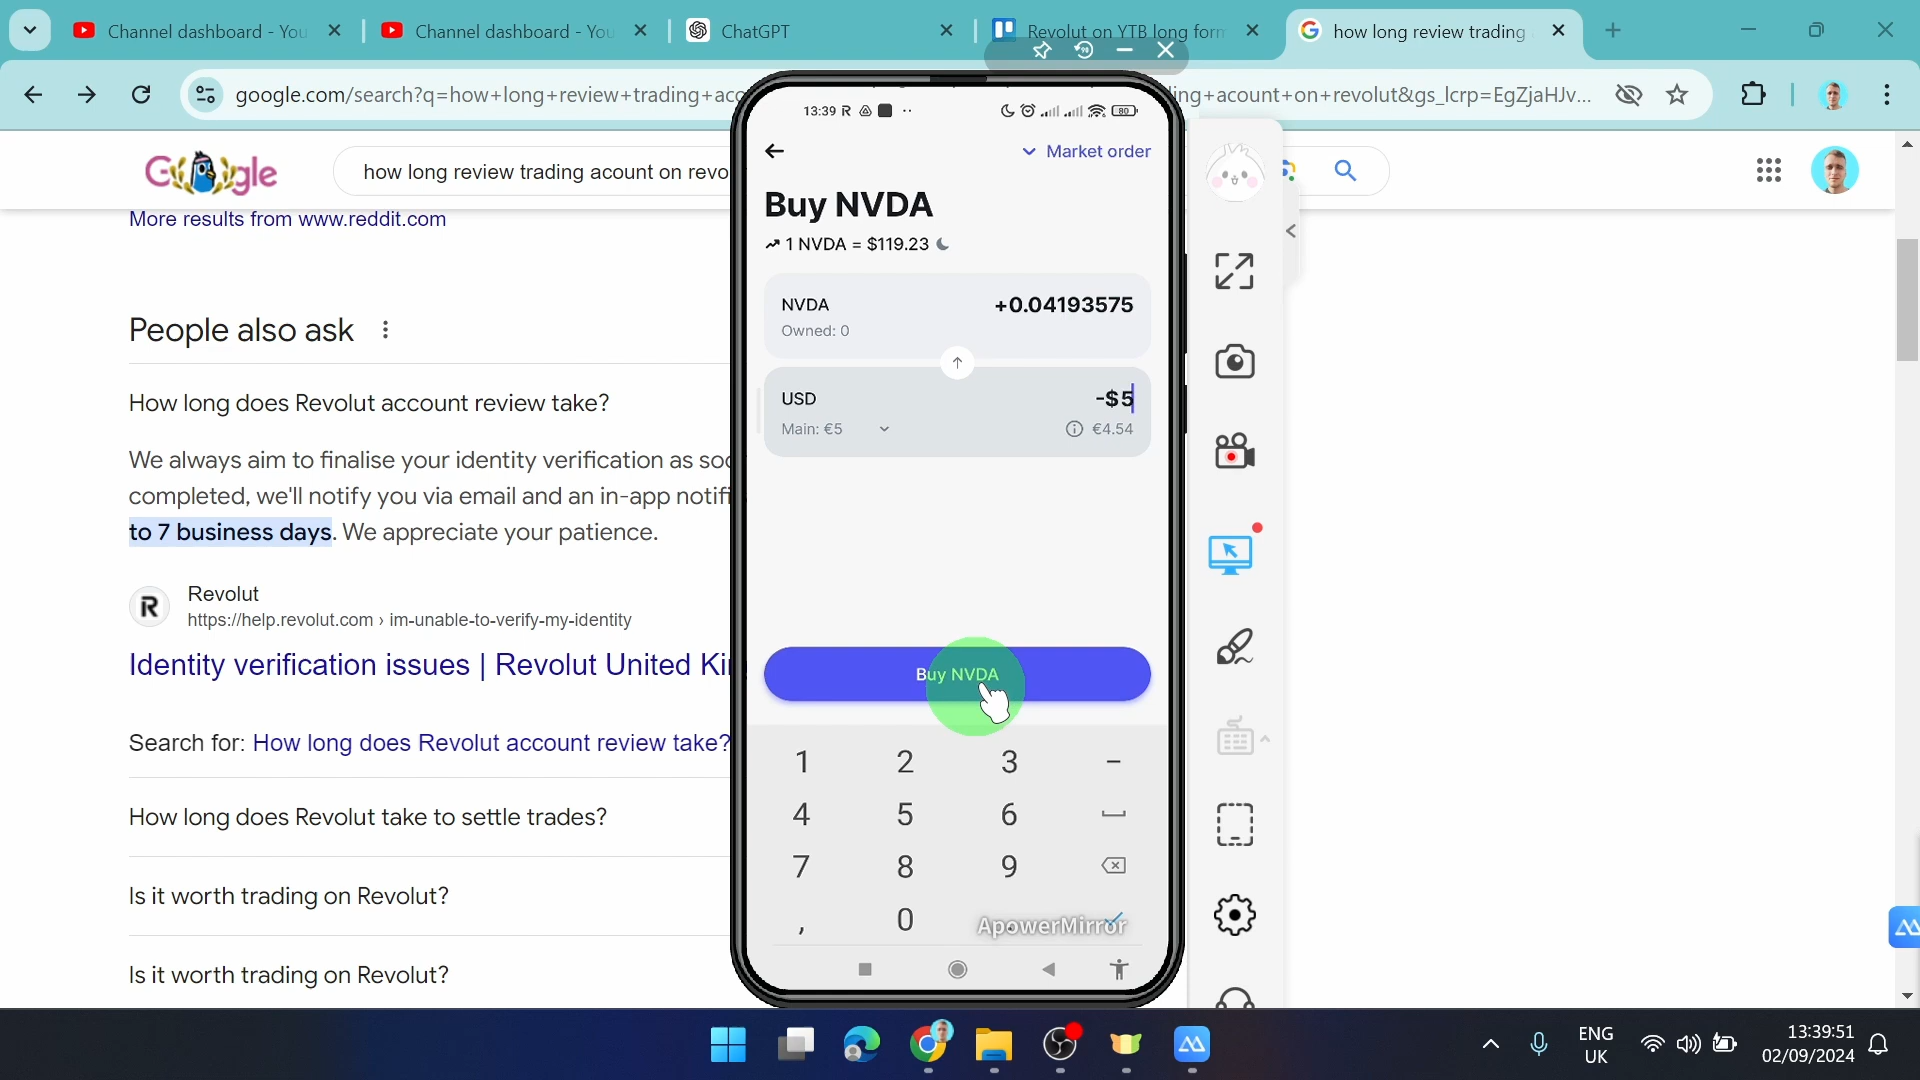 Channel dashboard - You
Channel dashboard - You
ChatGPT
Revolut on YTB long form
how long review trading
google.com/search?q=how+long+review+trading+acc
ing+acount+on+revolut&gs_lcrp=EgZjaHJv...
Google
how long review trading acount on revo
More results from www.reddit.com
People also ask
How long does Revolut account review take?
We always aim to finalise your identity verification as soo
completed, we'll notify you via email and an in-app notifi
to 7 business days. We appreciate your patience.
Revolut
https://help.revolut.com › im-unable-to-verify-my-identity
Identity verification issues | Revolut United Ki
Search for: How long does Revolut account review take?
How long does Revolut take to settle trades?
Is it worth trading on Revolut?
Is it worth trading on Revolut?
13:39
80
Market order
Buy NVDA
1 NVDA = $119.23
NVDA +0.04193575
Owned: 0
USD -$5
Main: €5 €4.54
Buy NVDA
1 2 3 –
4 5 6
7 8 9
, 0 .
ApowerMirror
ENG
UK
13:39:51
02/09/2024